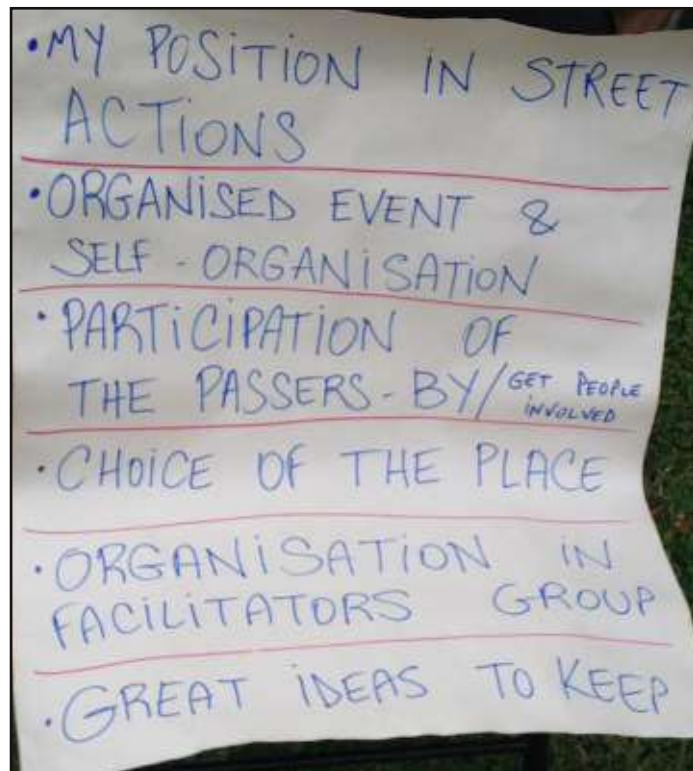 •MY POSITION IN STREET
ACTIONS
•ORGANISED EVENT &
SELF-ORGANISATION
•PARTICIPATION OF
THE PASSERS-BY/GET PEOPLE
INVOLVED
•CHOICE OF THE PLACE
•ORGANISATION IN
FACILITATORS GROUP
•GREAT IDEAS TO KEEP